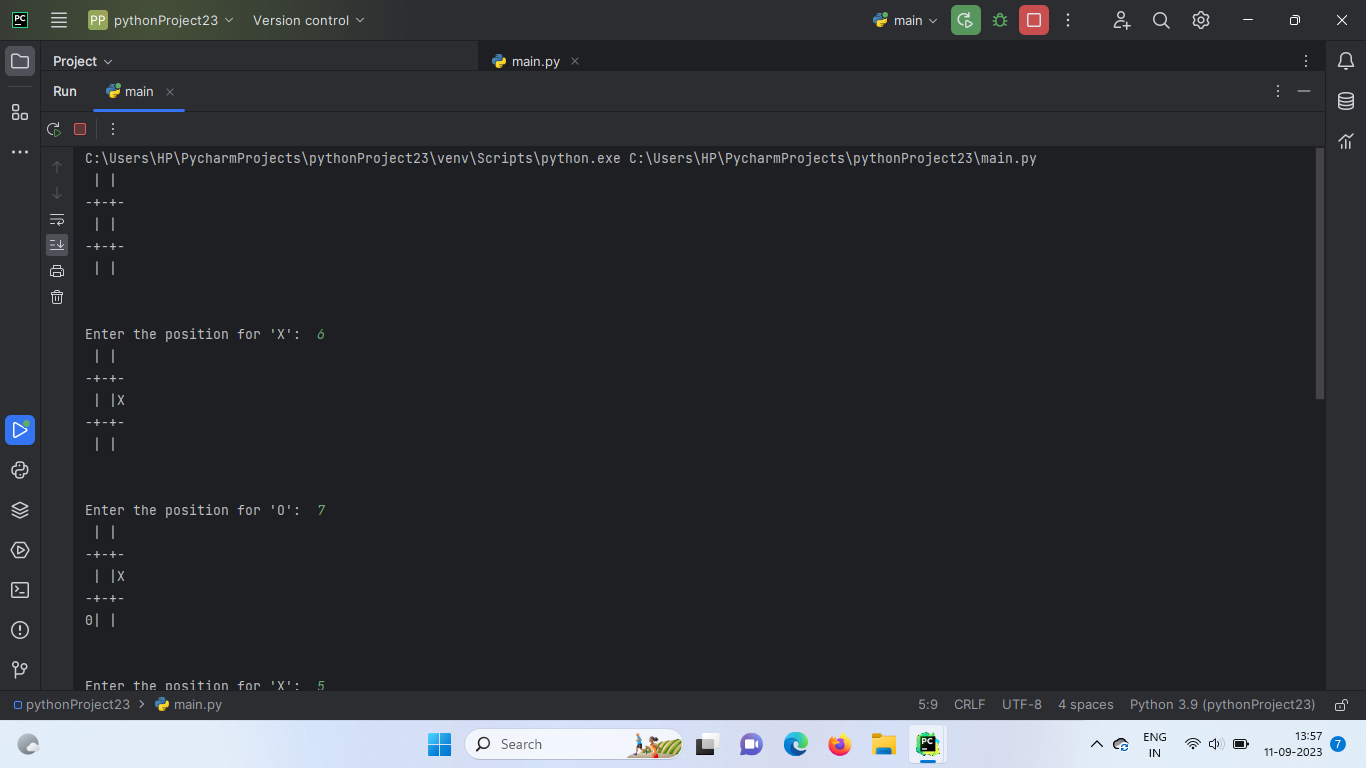 PC PP pythonProject23 Version control main
Project main.py
Run main
C:\Users\HP\PycharmProjects\pythonProject23\venv\Scripts\python.exe C:\Users\HP\PycharmProjects\pythonProject23\main.py
 | |
-+-+-
 | |
-+-+-
 | |
Enter the position for 'X': 6
 | |
-+-+-
 | |X
-+-+-
 | |
Enter the position for 'O': 7
 | |
-+-+-
 | |X
-+-+-
O| |
Enter the position for 'X': 5
pythonProject23 > main.py 5:9 CRLF UTF-8 4 spaces Python 3.9 (pythonProject23)
Search PC ENG 13:57
IN 11-09-2023 7